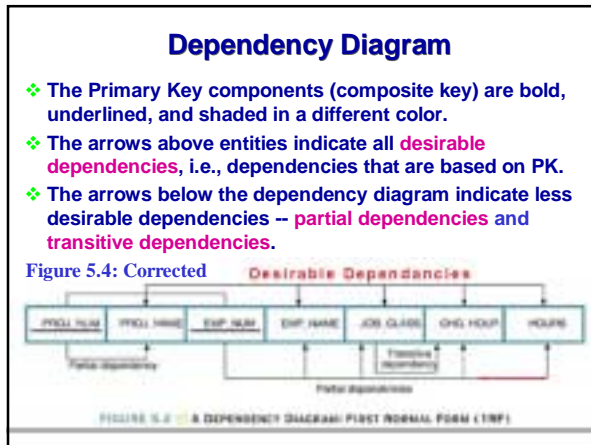 Dependency Diagram
❖ The Primary Key components (composite key) are bold,
underlined, and shaded in a different color.
❖ The arrows above entities indicate all desirable
dependencies, i.e., dependencies that are based on PK.
❖ The arrows below the dependency diagram indicate less
desirable dependencies -- partial dependencies and
transitive dependencies.
Figure 5.4: Corrected Desirable Dependancies
PROJ_NUM PROJ_NAME EMP_NUM EMP_NAME JOB_CLASS CHG_HOUR HOURS
Partial dependency
Transitive
dependency
Partial dependencies
FIGURE 5.4 A DEPENDENCY DIAGRAM: FIRST NORMAL FORM (1NF)